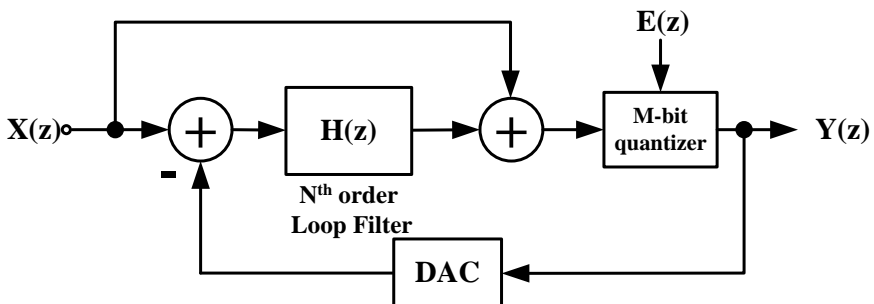 E(z)
X(z)
+
H(z)
+
M-bit
quantizer
Y(z)
-
Nth order
Loop Filter
DAC